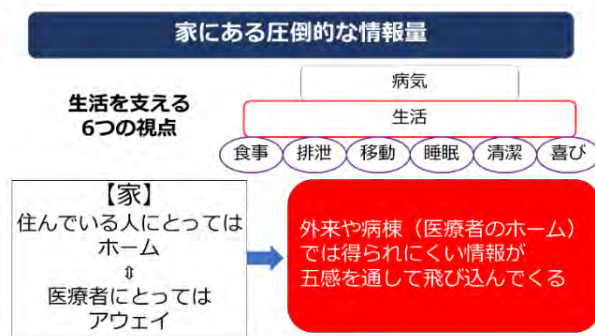 家にある圧倒的な情報量
病気
生活を支える
6つの視点
生活
食事 排泄 移動 睡眠 清潔 喜び
【家】
住んでいる人にとっては
ホーム
⇕
医療者にとっては
アウェイ
外来や病棟（医療者のホーム）
では得られにくい情報が
五感を通して飛び込んでくる